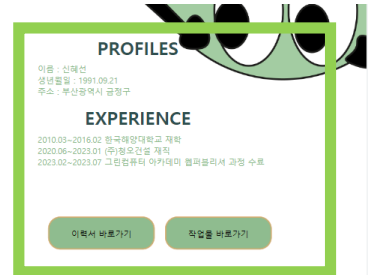 PROFILES
이름 : 신혜선
생년월일 : 1991.09.21
주소 : 부산광역시 금정구
EXPERIENCE
2010.03~2016.02 한국해양대학교 재학
2020.06~2023.01 (주)청오건설 재직
2023.02~2023.07 그린컴퓨터 아카데미 웹퍼블리셔 과정 수료
이력서 바로가기
작업물 바로가기